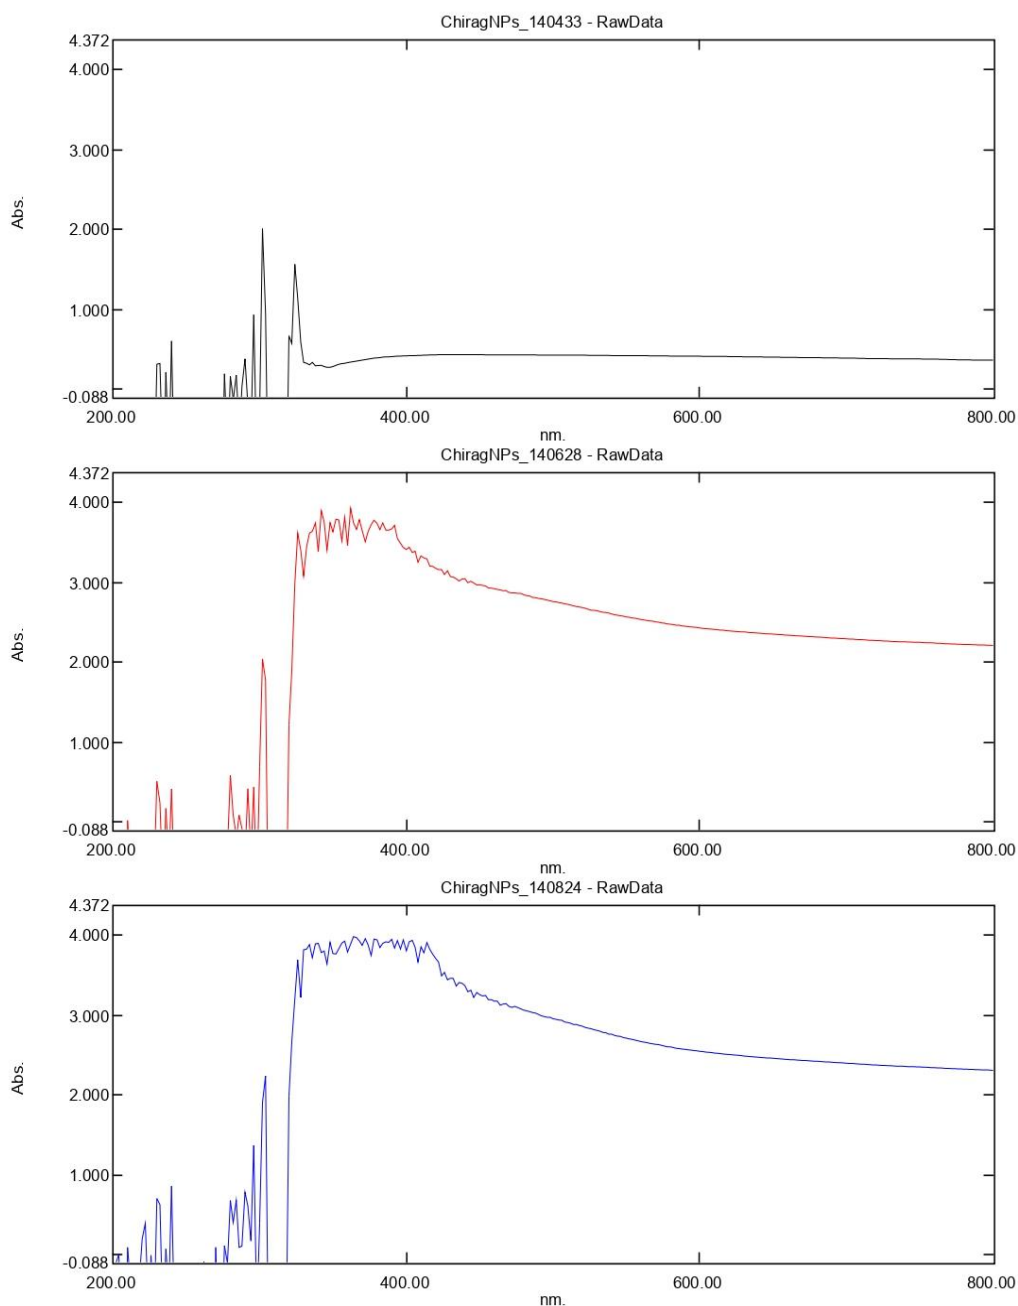 ChiragNPs_140433 - RawData
4.372
4.000
3.000
Abs.
2.000
1.000
-0.088
200.00 400.00 600.00 800.00
nm.
ChiragNPs_140628 - RawData
4.372
4.000
3.000
Abs.
2.000
1.000
-0.088
200.00 400.00 600.00 800.00
nm.
ChiragNPs_140824 - RawData
4.372
4.000
3.000
Abs.
2.000
1.000
-0.088
200.00 400.00 600.00 800.00
nm.